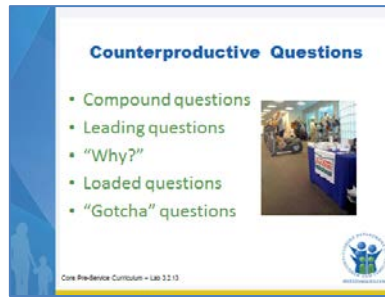 Counterproductive Questions
• Compound questions
• Leading questions
• “Why?”
• Loaded questions
• “Gotcha” questions
Core Pre-Service Curriculum – Lab 3.2.13